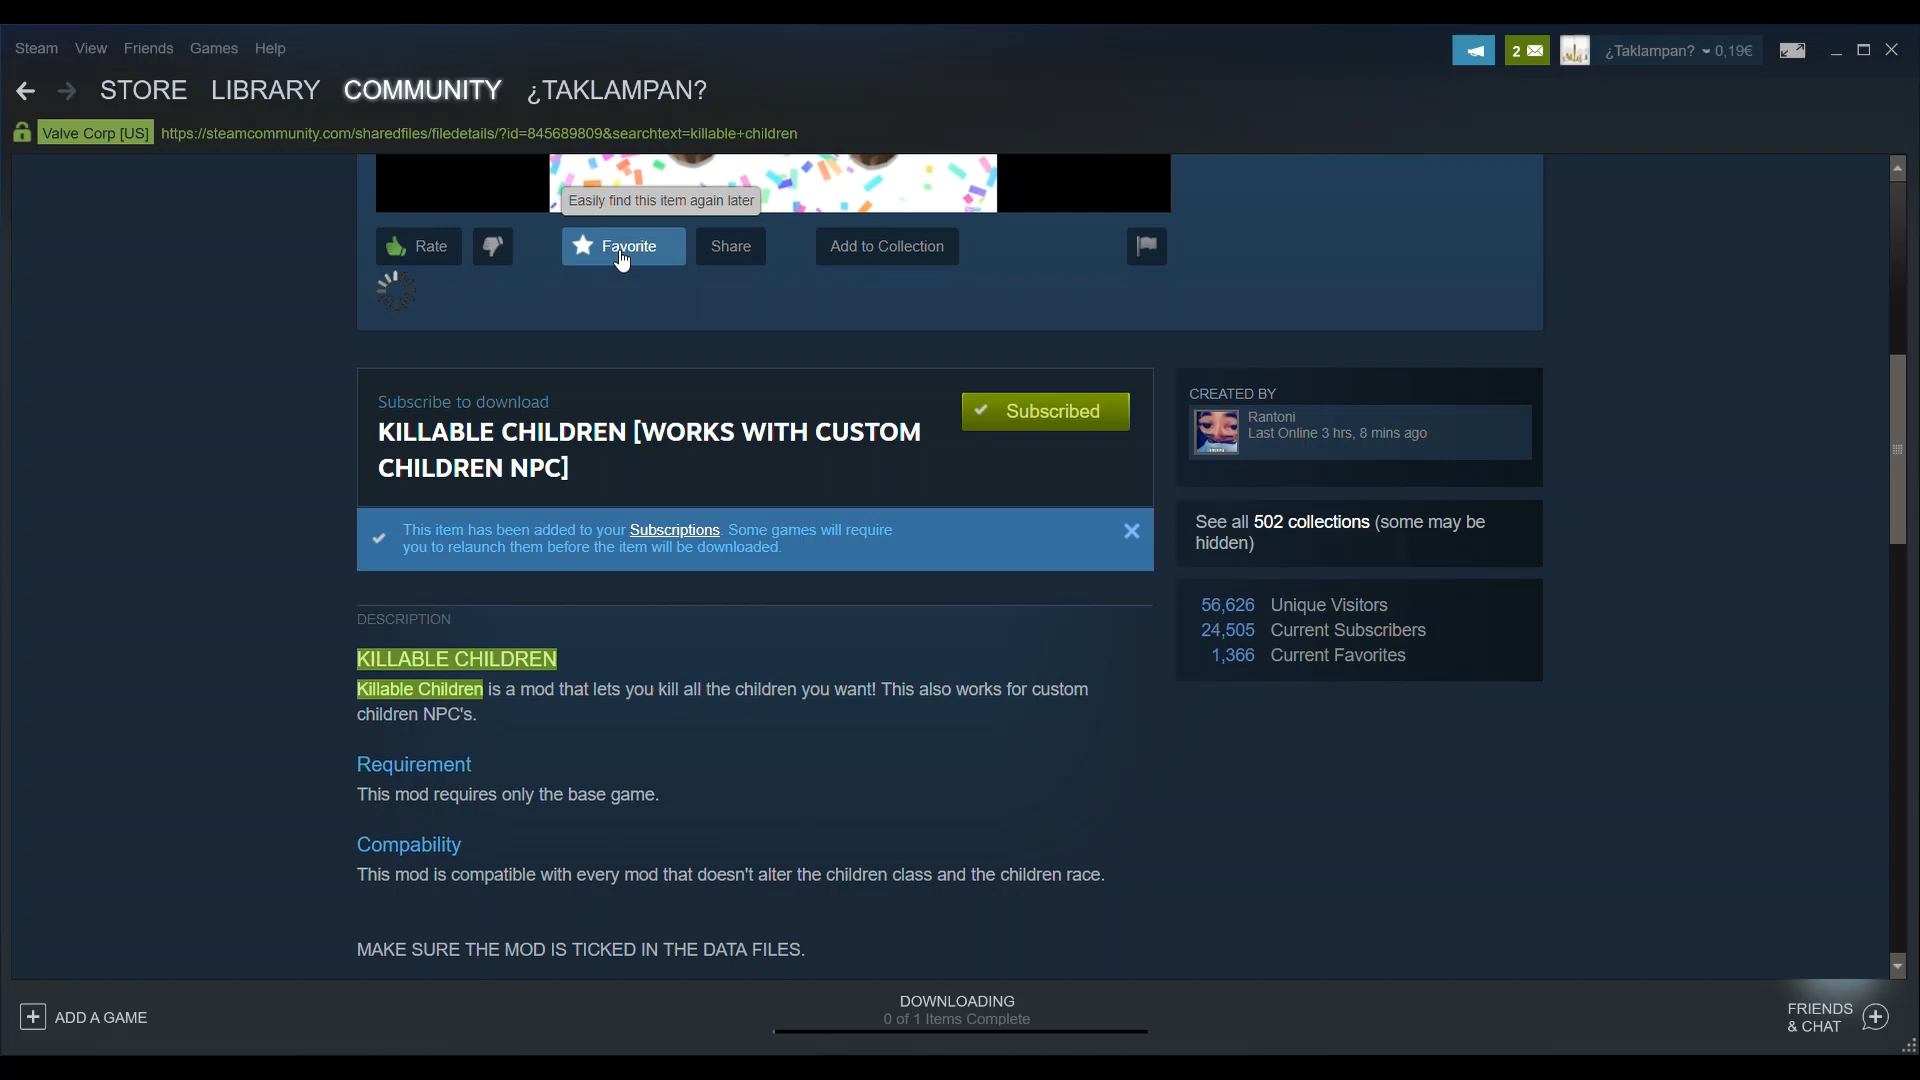 Steam View Friends Games Help
2
¿Taklampan? 0,19€
STORE LIBRARY COMMUNITY ¿TAKLAMPAN?
Valve Corp [US] https://steamcommunity.com/sharedfiles/filedetails/?id=845689809&searchtext=killable+children
Easily find this item again later
Rate Favorite Share Add to Collection
Subscribe to download
KILLABLE CHILDREN [WORKS WITH CUSTOM
CHILDREN NPC]
Subscribed
This item has been added to your Subscriptions. Some games will require
you to relaunch them before the item will be downloaded.
CREATED BY
Rantoni
Last Online 3 hrs, 8 mins ago
See all 502 collections (some may be
hidden)
56,626 Unique Visitors
24,505 Current Subscribers
1,366 Current Favorites
DESCRIPTION
KILLABLE CHILDREN
Killable Children is a mod that lets you kill all the children you want! This also works for custom
children NPC's.
Requirement
This mod requires only the base game.
Compability
This mod is compatible with every mod that doesn't alter the children class and the children race.
MAKE SURE THE MOD IS TICKED IN THE DATA FILES.
ADD A GAME
DOWNLOADING
0 of 1 Items Complete
FRIENDS
& CHAT